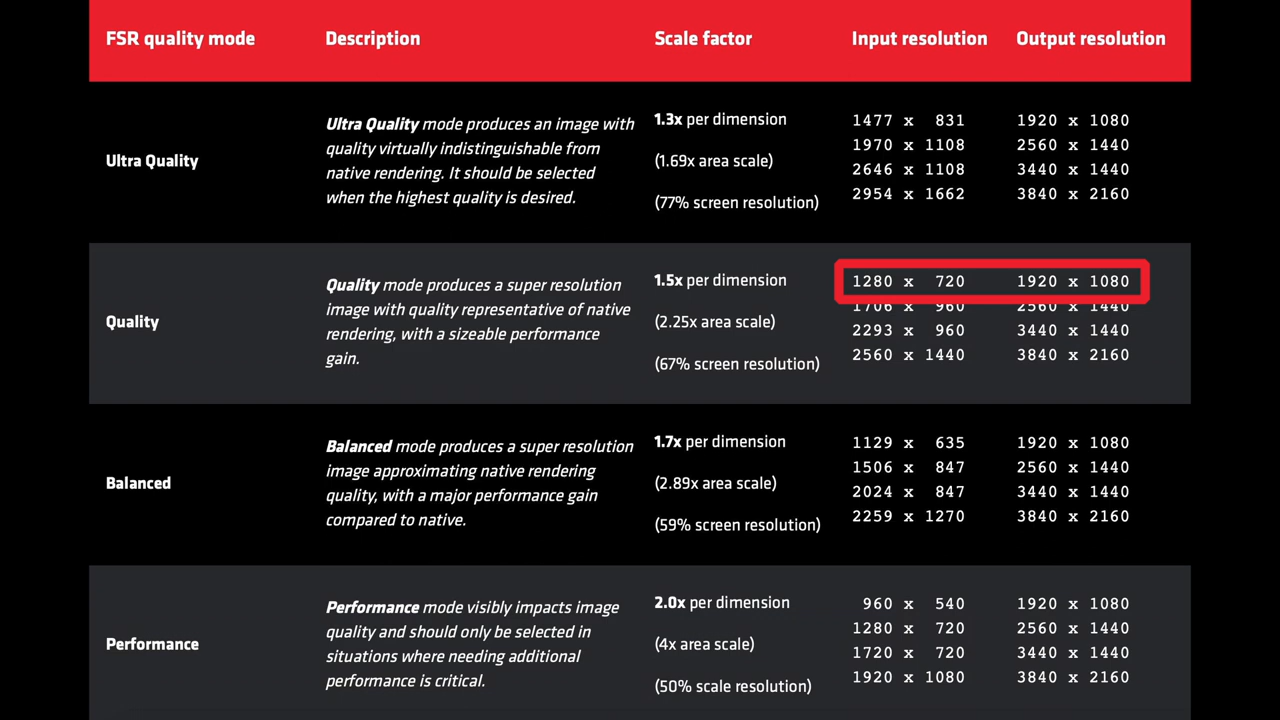 FSR quality mode Description Scale factor Input resolution Output resolution
Ultra Quality
Ultra Quality mode produces an image with
quality virtually indistinguishable from
native rendering. It should be selected
when the highest quality is desired.
1.3x per dimension
(1.69x area scale)
(77% screen resolution)
1477 x 831 1920 x 1080
1970 x 1108 2560 x 1440
2646 x 1108 3440 x 1440
2954 x 1662 3840 x 2160
Quality
Quality mode produces a super resolution
image with quality representative of native
rendering, with a sizeable performance
gain.
1.5x per dimension
(2.25x area scale)
(67% screen resolution)
1280 x 720 1920 x 1080
1706 x 960 2560 x 1440
2293 x 960 3440 x 1440
2560 x 1440 3840 x 2160
Balanced
Balanced mode produces a super resolution
image approximating native rendering
quality, with a major performance gain
compared to native.
1.7x per dimension
(2.89x area scale)
(59% screen resolution)
1129 x 635 1920 x 1080
1506 x 847 2560 x 1440
2024 x 847 3440 x 1440
2259 x 1270 3840 x 2160
Performance
Performance mode visibly impacts image
quality and should only be selected in
situations where needing additional
performance is critical.
2.0x per dimension
(4x area scale)
(50% scale resolution)
960 x 540 1920 x 1080
1280 x 720 2560 x 1440
1720 x 720 3440 x 1440
1920 x 1080 3840 x 2160